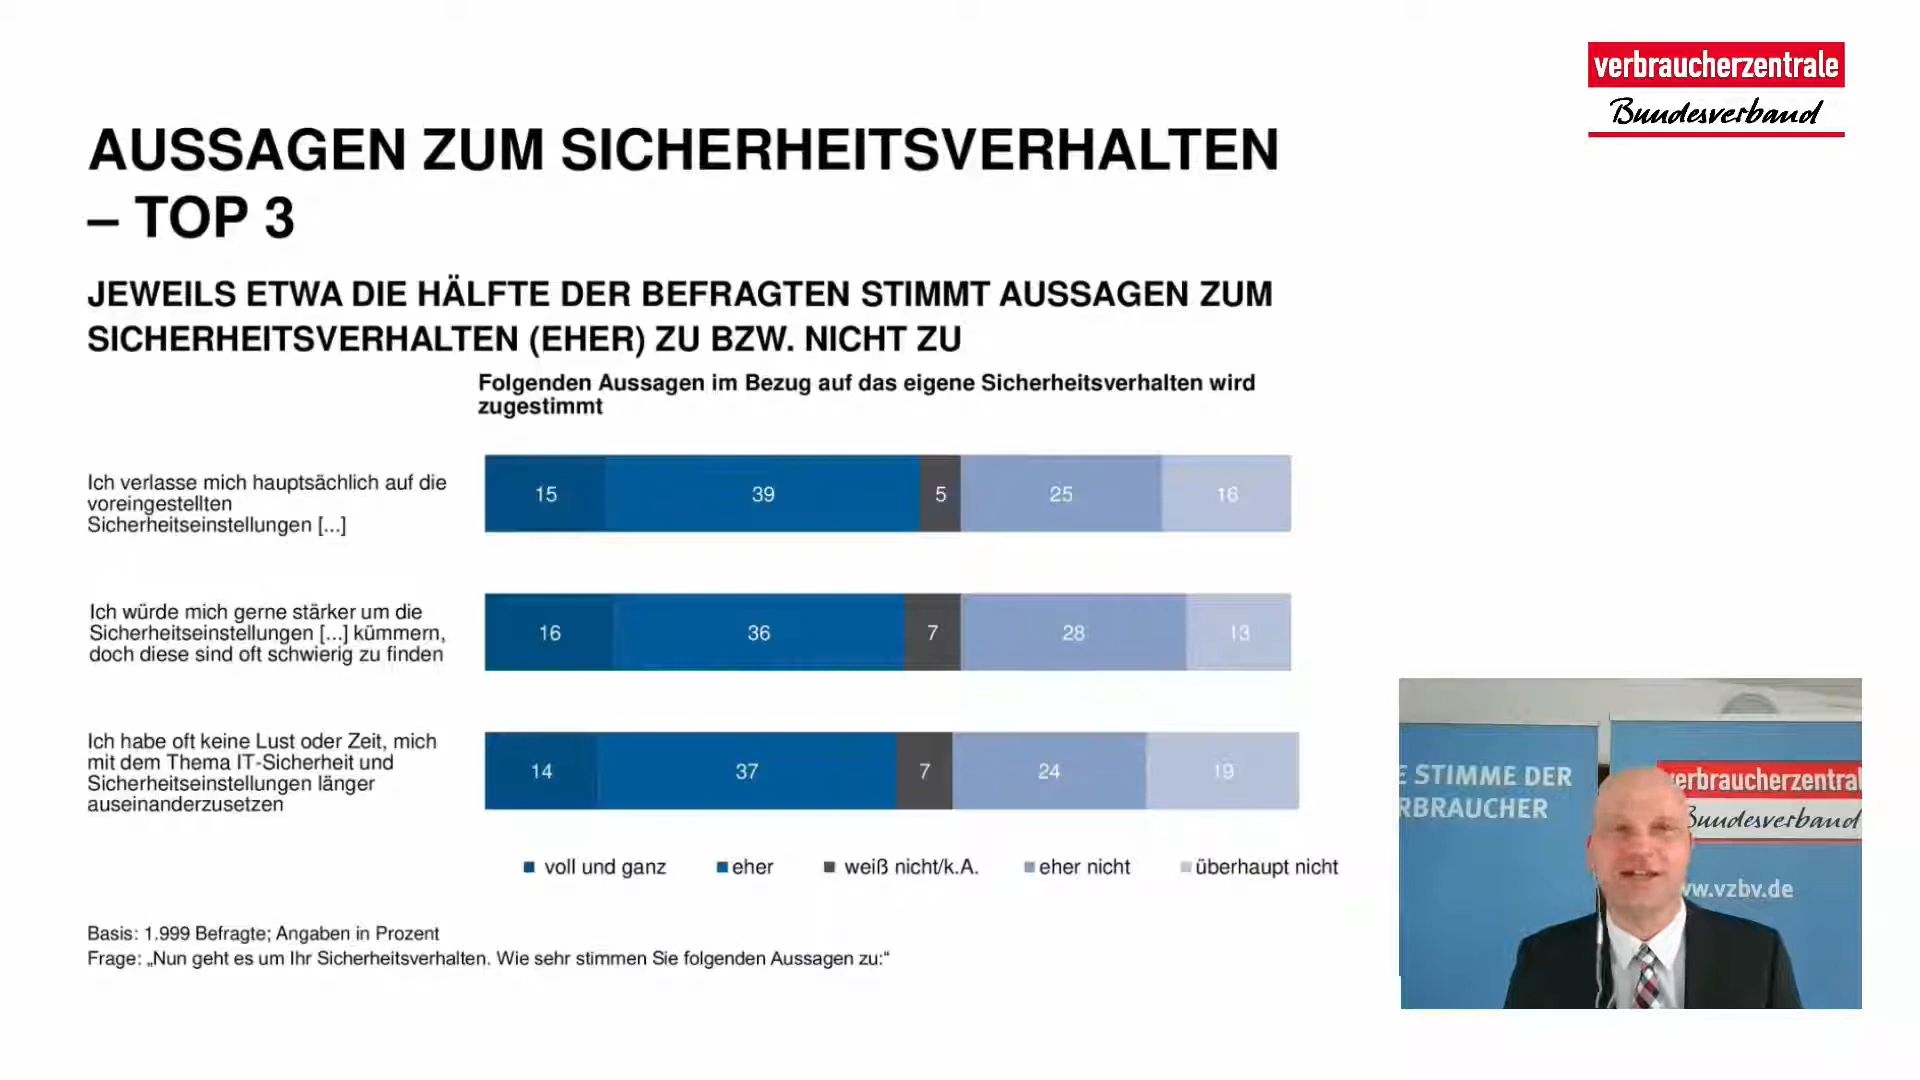 verbraucherzentrale
Bundesverband
AUSSAGEN ZUM SICHERHEITSVERHALTEN
– TOP 3
JEWEILS ETWA DIE HÄLFTE DER BEFRAGTEN STIMMT AUSSAGEN ZUM
SICHERHEITSVERHALTEN (EHER) ZU BZW. NICHT ZU
Folgenden Aussagen im Bezug auf das eigene Sicherheitsverhalten wird
zugestimmt
Ich verlasse mich hauptsächlich auf die
voreingestellten
Sicherheitseinstellungen [...]
15 39 5 25 16
Ich würde mich gerne stärker um die
Sicherheitseinstellungen [...] kümmern,
doch diese sind oft schwierig zu finden
16 36 7 28 13
Ich habe oft keine Lust oder Zeit, mich
mit dem Thema IT-Sicherheit und
Sicherheitseinstellungen länger
auseinanderzusetzen
14 37 7 24 19
voll und ganz eher weiß nicht/k.A. eher nicht überhaupt nicht
Basis: 1.999 Befragte; Angaben in Prozent
Frage: „Nun geht es um Ihr Sicherheitsverhalten. Wie sehr stimmen Sie folgenden Aussagen zu:“
E STIMME DER
RBRAUCHER
verbraucherzentral
Bundesverband
ww.vzbv.de